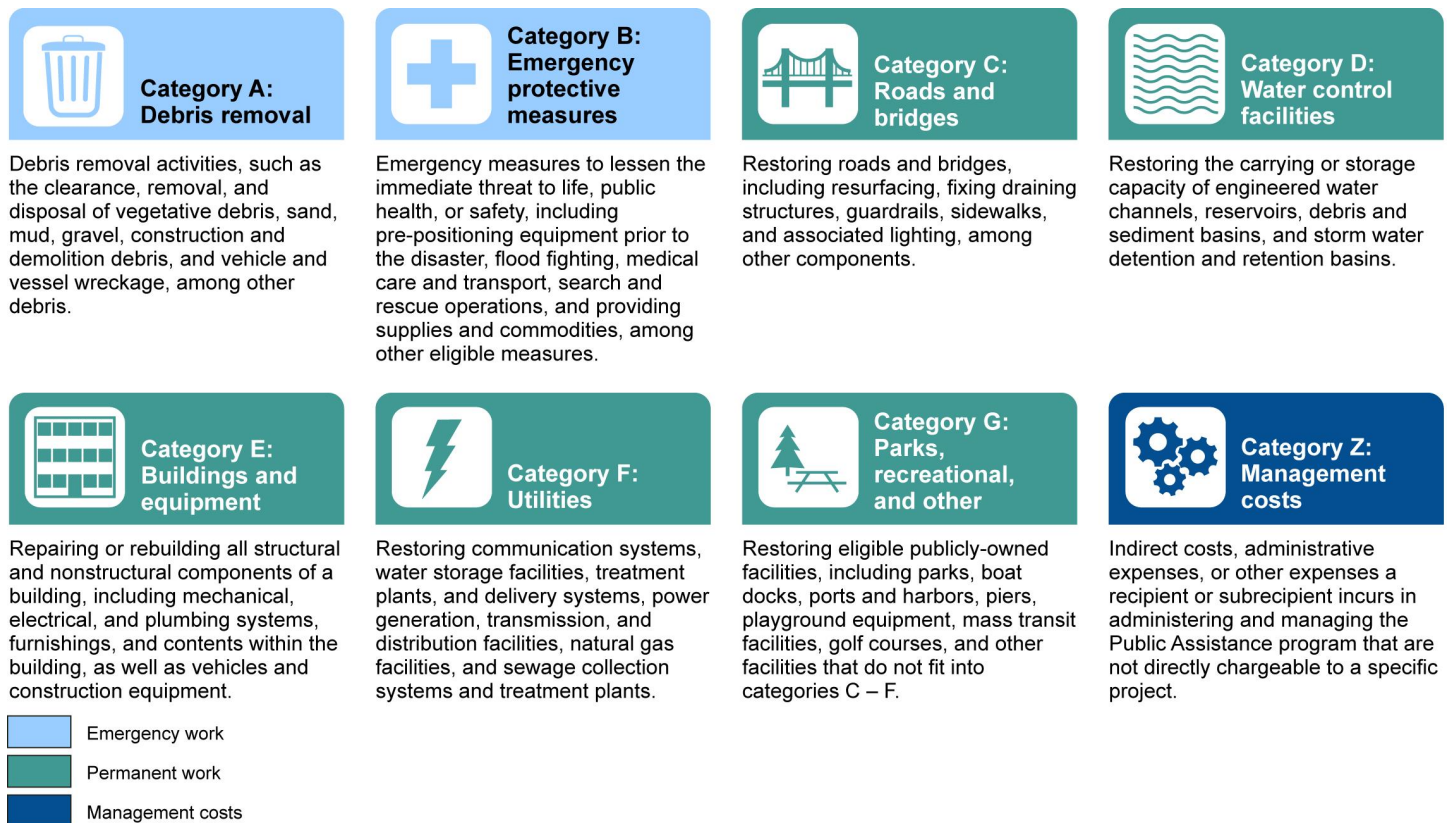 Category A:
Debris removal
Debris removal activities, such as
the clearance, removal, and
disposal of vegetative debris, sand,
mud, gravel, construction and
demolition debris, and vehicle and
vessel wreckage, among other
debris.
Category B:
Emergency
protective
measures
Emergency measures to lessen the
immediate threat to life, public
health, or safety, including
pre-positioning equipment prior to
the disaster, flood fighting, medical
care and transport, search and
rescue operations, and providing
supplies and commodities, among
other eligible measures.
Category C:
Roads and
bridges
Restoring roads and bridges,
including resurfacing, fixing draining
structures, guardrails, sidewalks,
and associated lighting, among
other components.
Category D:
Water control
facilities
Restoring the carrying or storage
capacity of engineered water
channels, reservoirs, debris and
sediment basins, and storm water
detention and retention basins.
Category E:
Buildings and
equipment
Repairing or rebuilding all structural
and nonstructural components of a
building, including mechanical,
electrical, and plumbing systems,
furnishings, and contents within the
building, as well as vehicles and
construction equipment.
Category F:
Utilities
Restoring communication systems,
water storage facilities, treatment
plants, and delivery systems, power
generation, transmission, and
distribution facilities, natural gas
facilities, and sewage collection
systems and treatment plants.
Category G:
Parks,
recreational,
and other
Restoring eligible publicly-owned
facilities, including parks, boat
docks, ports and harbors, piers,
playground equipment, mass transit
facilities, golf courses, and other
facilities that do not fit into
categories C – F.
Category Z:
Management
costs
Indirect costs, administrative
expenses, or other expenses a
recipient or subrecipient incurs in
administering and managing the
Public Assistance program that are
not directly chargeable to a specific
project.
Emergency work
Permanent work
Management costs